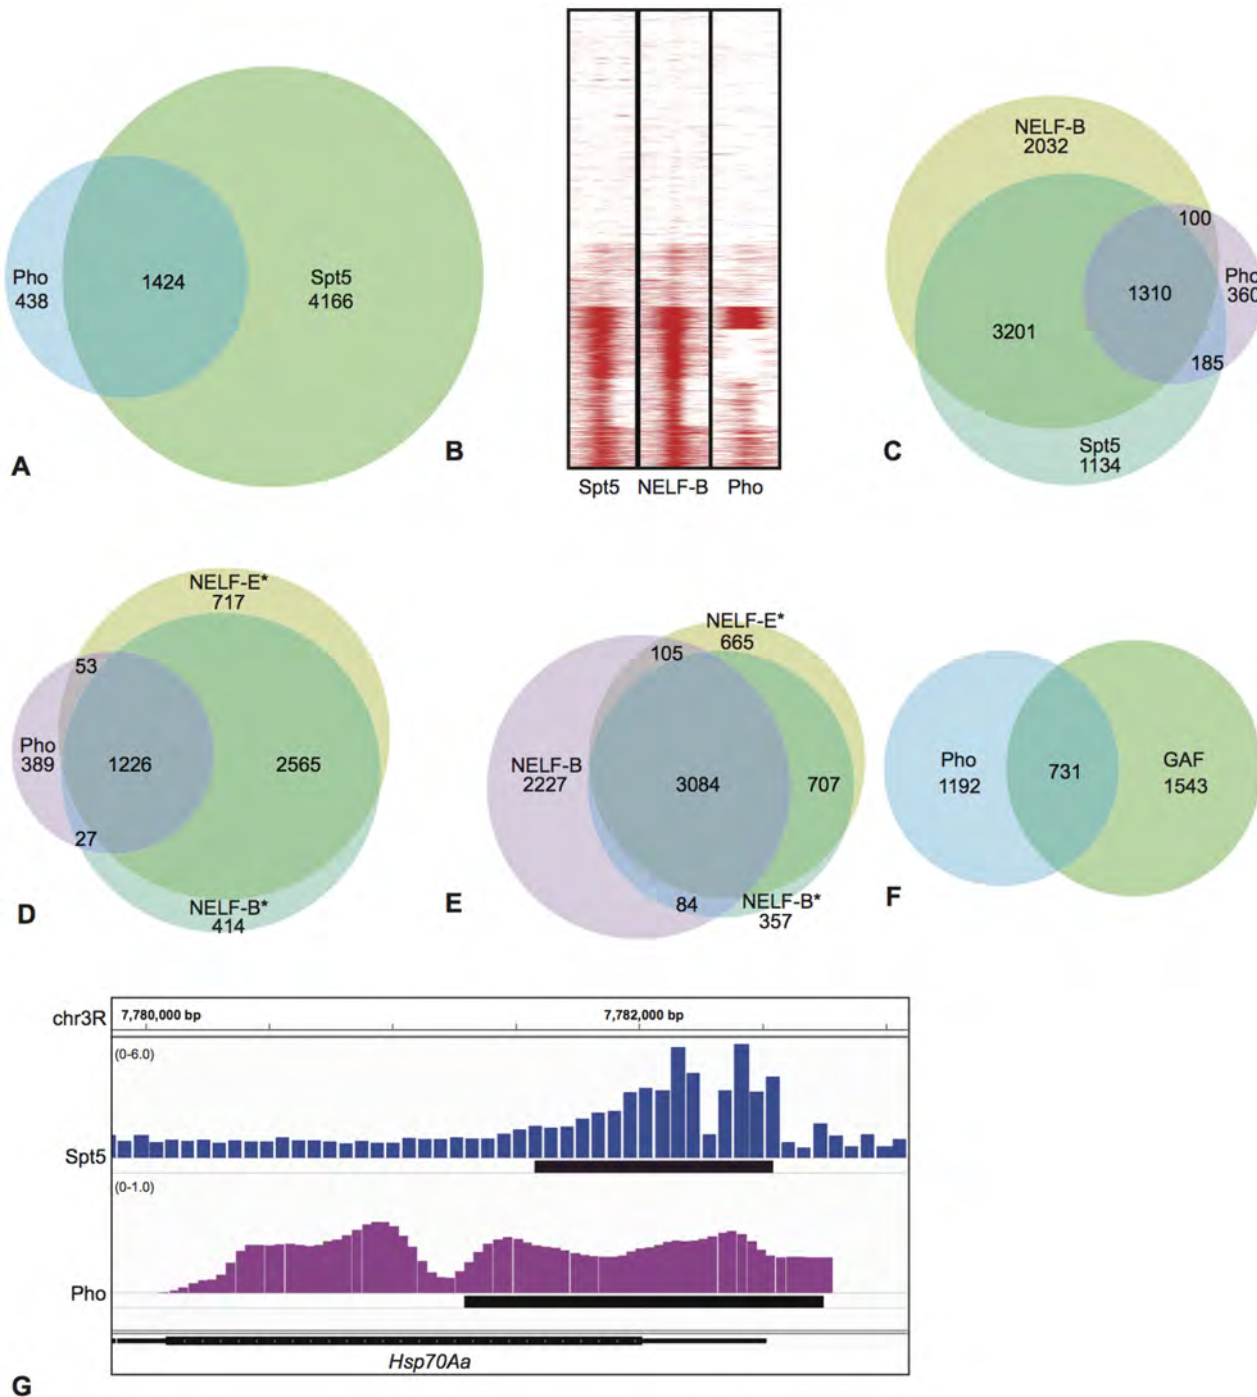 Pho
438
1424
Spt5
4166
A
B
Spt5 NELF-B Pho
NELF-B
2032
100
Pho
360
1310
3201
185
Spt5
1134
C
NELF-E*
717
53
Pho
389
1226
2565
27
NELF-B*
414
D
NELF-E*
665
105
NELF-B
2227
3084
707
84
NELF-B*
357
E
Pho
1192
731
GAF
1543
F
chr3R
7,780,000 bp
7,782,000 bp
(0-6.0)
Spt5
(0-1.0)
Pho
Hsp70Aa
G